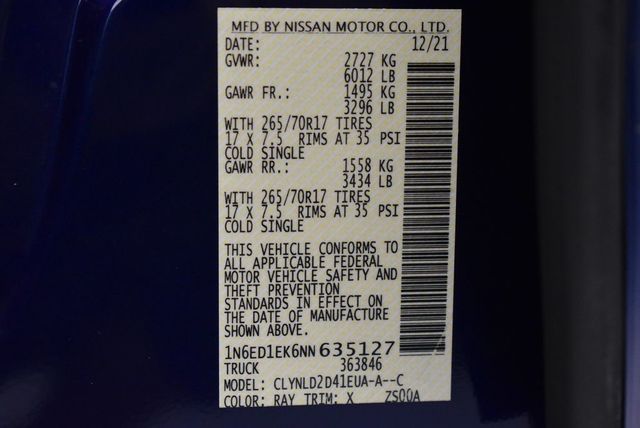 MFD BY NISSAN MOTOR CO., LTD.
DATE: 12/21
GVWR: 2727 KG
6012 LB
GAWR FR.: 1495 KG
3296 LB
WITH 265/70R17 TIRES
17 X 7.5 RIMS AT 35 PSI
COLD SINGLE
GAWR RR.: 1558 KG
3434 LB
WITH 265/70R17 TIRES
17 X 7.5 RIMS AT 35 PSI
COLD SINGLE
THIS VEHICLE CONFORMS TO
ALL APPLICABLE FEDERAL
MOTOR VEHICLE SAFETY AND
THEFT PREVENTION
STANDARDS IN EFFECT ON
THE DATE OF MANUFACTURE
SHOWN ABOVE.
1N6ED1EK6NN635127
TRUCK 363846
MODEL: CLYNLD2D41EUA-A--C
COLOR: RAY TRIM: X ZS00A